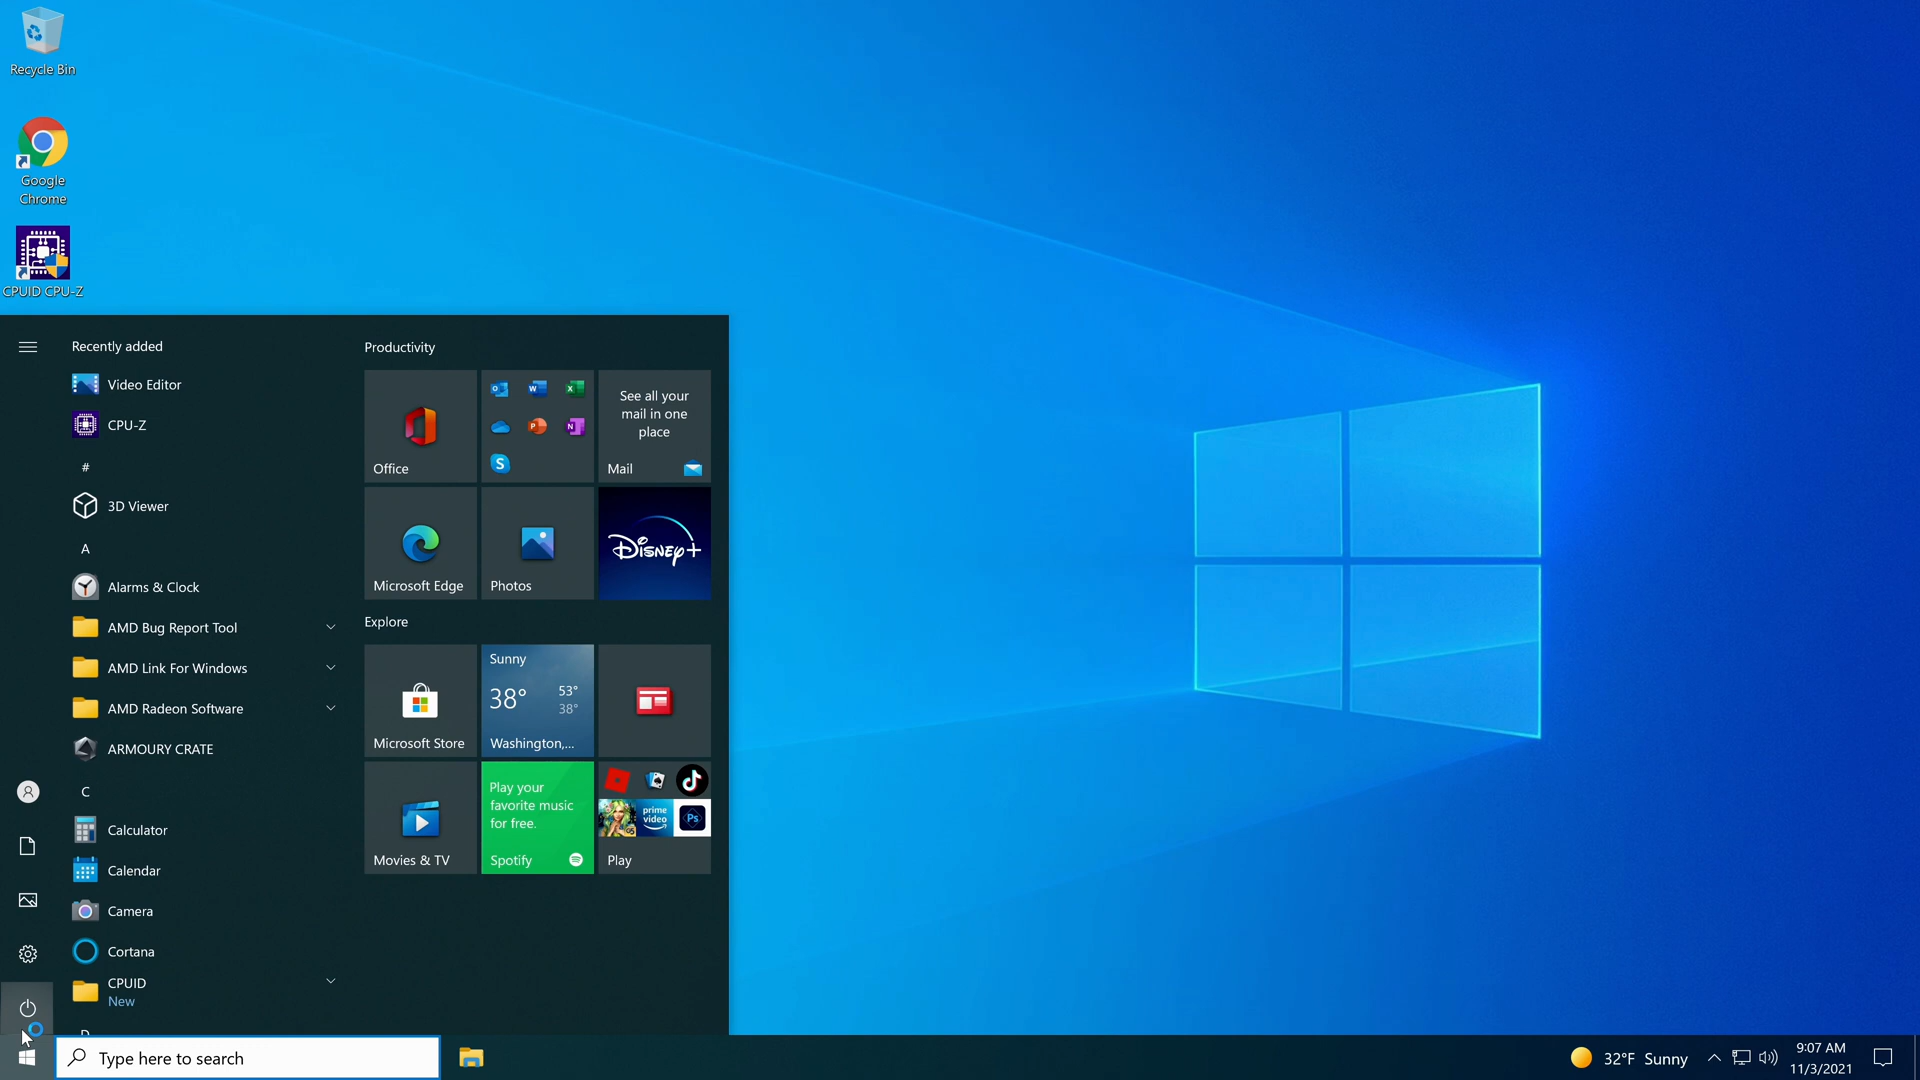 Recycle Bin
Google
Chrome
CPUID CPU-Z
Recently added
Video Editor
CPU-Z
#
3D Viewer
A
Alarms & Clock
AMD Bug Report Tool
AMD Link For Windows
AMD Radeon Software
ARMOURY CRATE
C
Calculator
Calendar
Camera
Cortana
CPUID
New
Productivity
Office
See all your
mail in one
place
Mail
Microsoft Edge
Photos
Disney+
Explore
Microsoft Store
Sunny
38°
53°
38°
Washington,...
Movies & TV
Play your
favorite music
for free.
Spotify
prime
video
Ps
Play
Type here to search
32°F Sunny
9:07 AM
11/3/2021